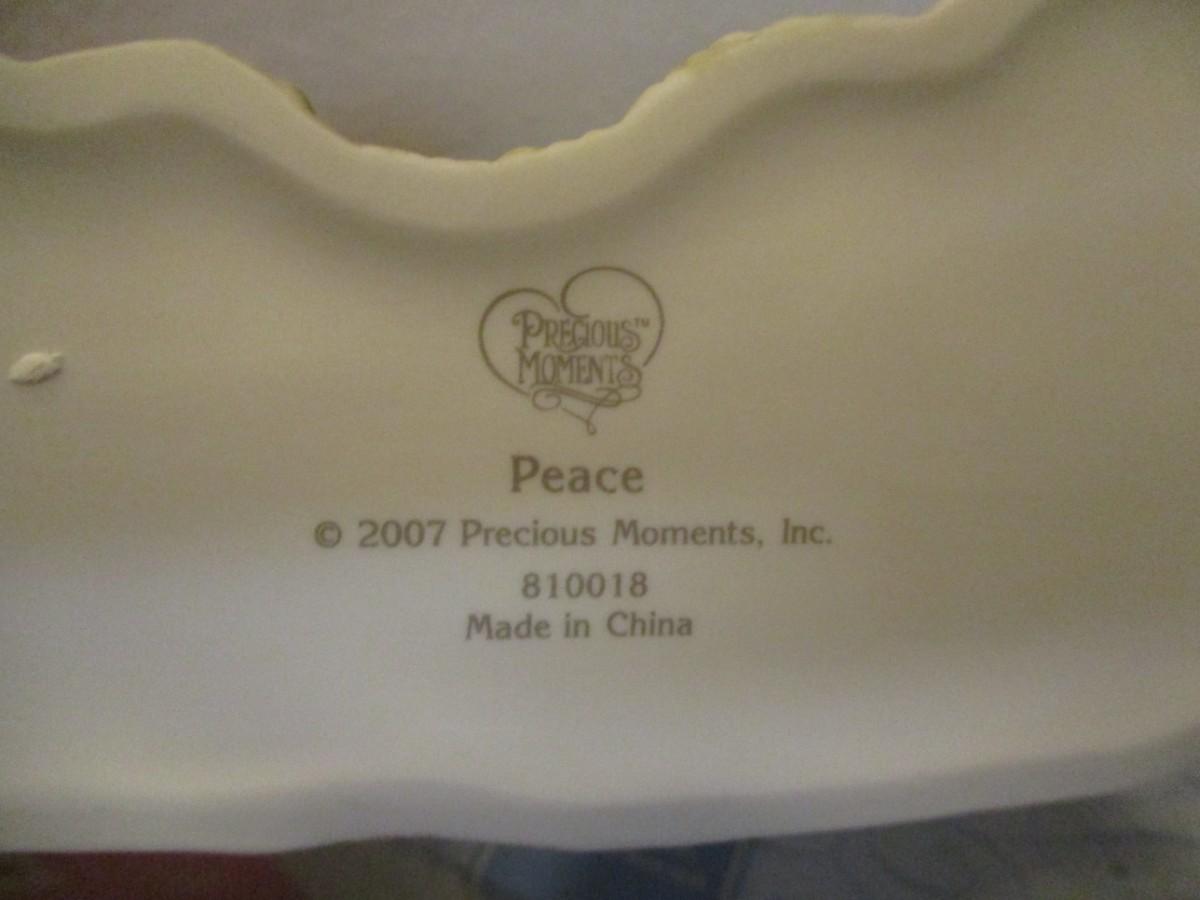 PRECIOUS™
MOMENTS
Peace
© 2007 Precious Moments, Inc.
810018
Made in China